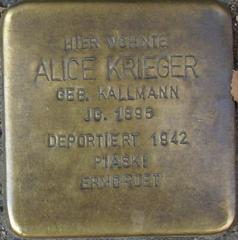 HIER WOHNTE
ALICE KRIEGER
GEB. KALLMANN
JG. 1895
DEPORTIERT 1942
PIASKI
ERMORDET